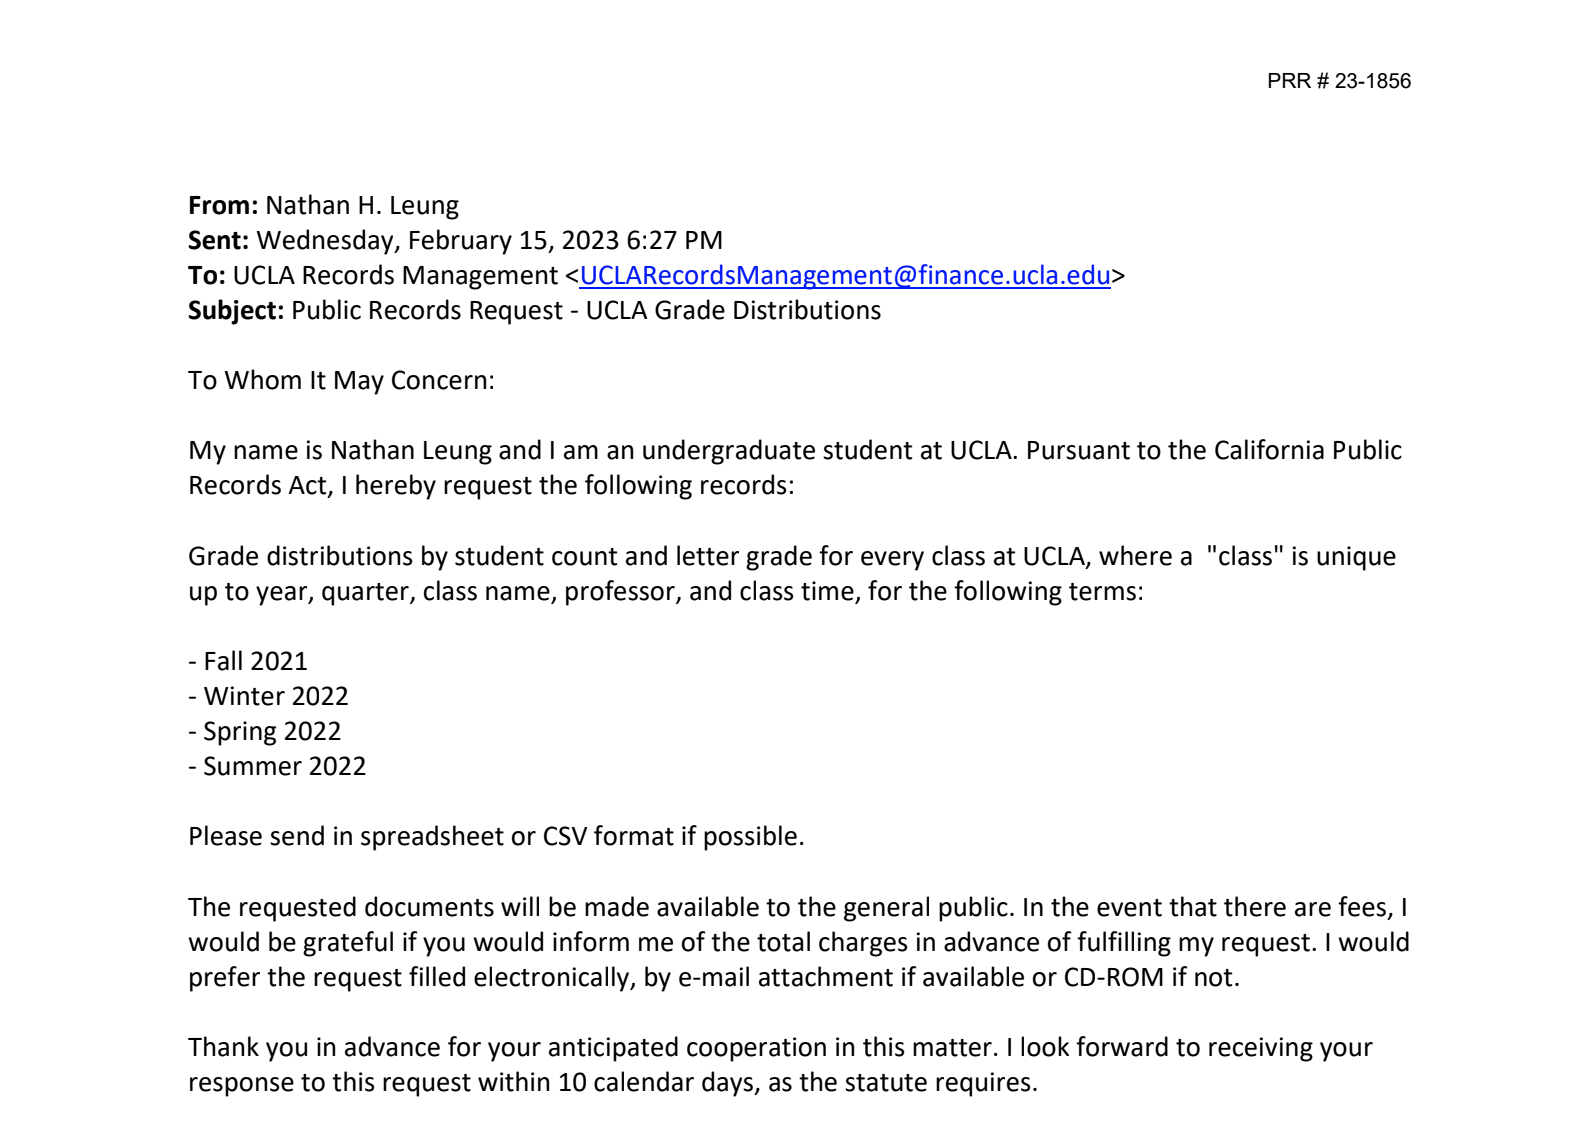 PRR # 23-1856
From: Nathan H. Leung
Sent: Wednesday, February 15, 2023 6:27 PM
To: UCLA Records Management <UCLARecordsManagement@finance.ucla.edu>
Subject: Public Records Request - UCLA Grade Distributions
To Whom It May Concern:
My name is Nathan Leung and I am an undergraduate student at UCLA. Pursuant to the California Public
Records Act, I hereby request the following records:
Grade distributions by student count and letter grade for every class at UCLA, where a  "class" is unique
up to year, quarter, class name, professor, and class time, for the following terms:
- Fall 2021
- Winter 2022
- Spring 2022
- Summer 2022
Please send in spreadsheet or CSV format if possible.
The requested documents will be made available to the general public. In the event that there are fees, I
would be grateful if you would inform me of the total charges in advance of fulfilling my request. I would
prefer the request filled electronically, by e-mail attachment if available or CD-ROM if not.
Thank you in advance for your anticipated cooperation in this matter. I look forward to receiving your
response to this request within 10 calendar days, as the statute requires.